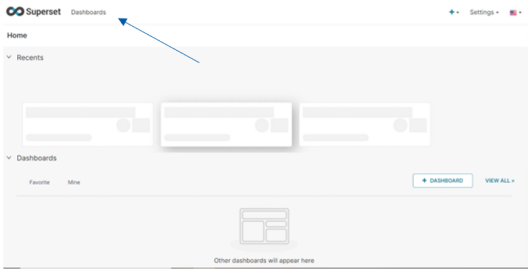 Superset Dashboards + Settings
Home
Recents
Dashboards
Favorite Mine + DASHBOARD VIEW ALL »
Other dashboards will appear here